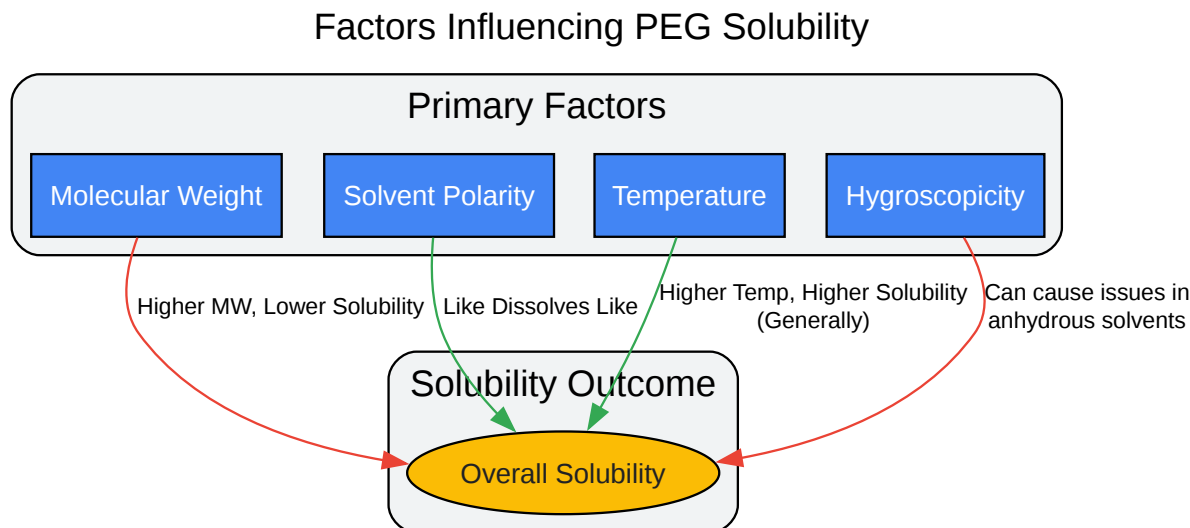 Factors Influencing PEG Solubility
Primary Factors
Molecular Weight
Solvent Polarity
Temperature
Hygroscopicity
Higher MW, Lower Solubility
Like Dissolves Like
Higher Temp, Higher Solubility
(Generally)
Can cause issues in
anhydrous solvents
Solubility Outcome
Overall Solubility